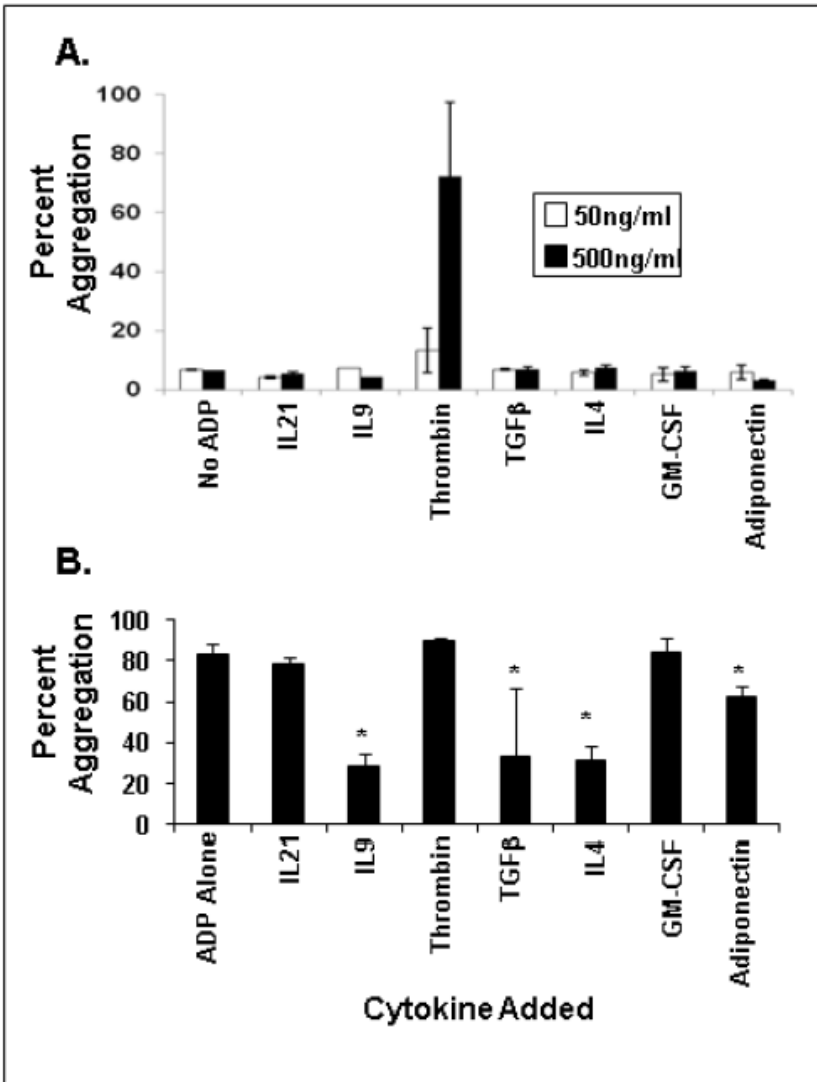 A.
100
80
60
40
20
0
Percent
Aggregation
50ng/ml
500ng/ml
No ADP
IL21
IL9
Thrombin
TGFβ
IL4
GM-CSF
Adiponectin
B.
100
80
60
40
20
0
Percent
Aggregation
*
*
*
*
ADP Alone
IL21
IL9
Thrombin
TGFβ
IL4
GM-CSF
Adiponectin
Cytokine Added